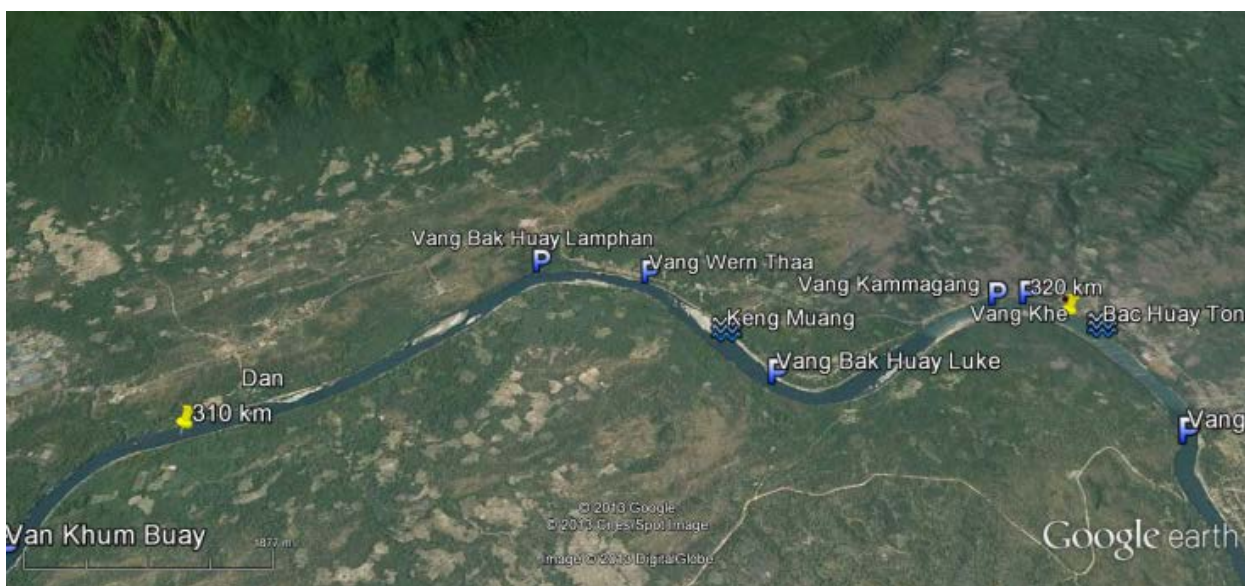 Vang Bak Huay Lamphan
P
P
Vang Wern Thaa
Vang Kammagang
P
P
320 km
Keng Muang
Vang Khe
Bac Huay Ton
P
Vang Bak Huay Luke
Dan
310 km
P
Vang
Van Khum Buay
1877 m
© 2013 Google
© 2013 Cnes/Spot Image
Image © 2013 DigitalGlobe
Google earth